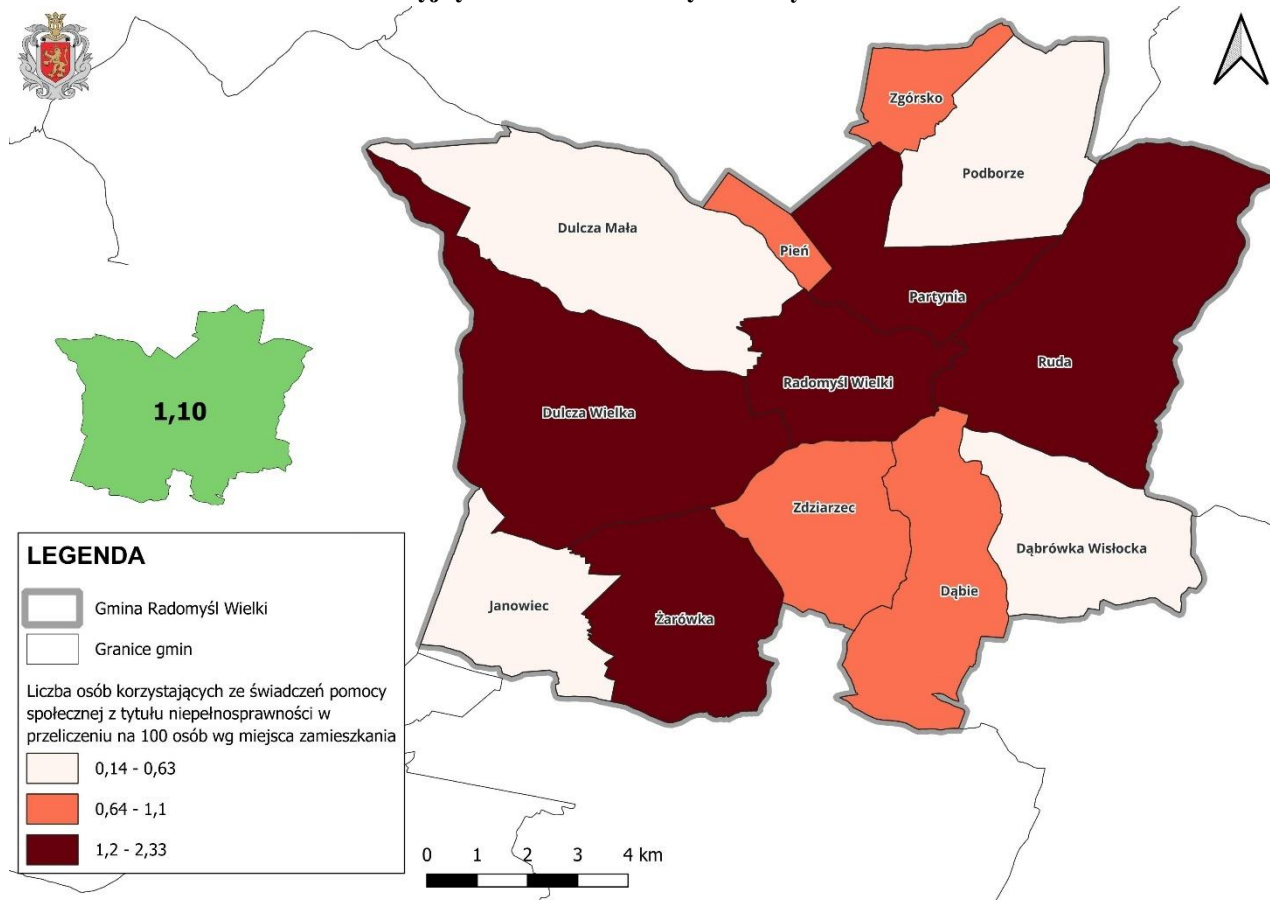 Zgórsko
Podborze
Dulcza Mała
Pień
Partynia
Ruda
Radomyśl Wielki
Dulcza Wielka
1,10
Zdziarzec
Dąbrówka Wisłocka
Dąbie
Janowiec
Żarówka
LEGENDA
Gmina Radomyśl Wielki
Granice gmin
Liczba osób korzystających ze świadczeń pomocy
społecznej z tytułu niepełnosprawności w
przeliczeniu na 100 osób wg miejsca zamieszkania
0,14 - 0,63
0,64 - 1,1
1,2 - 2,33
0 1 2 3 4 km